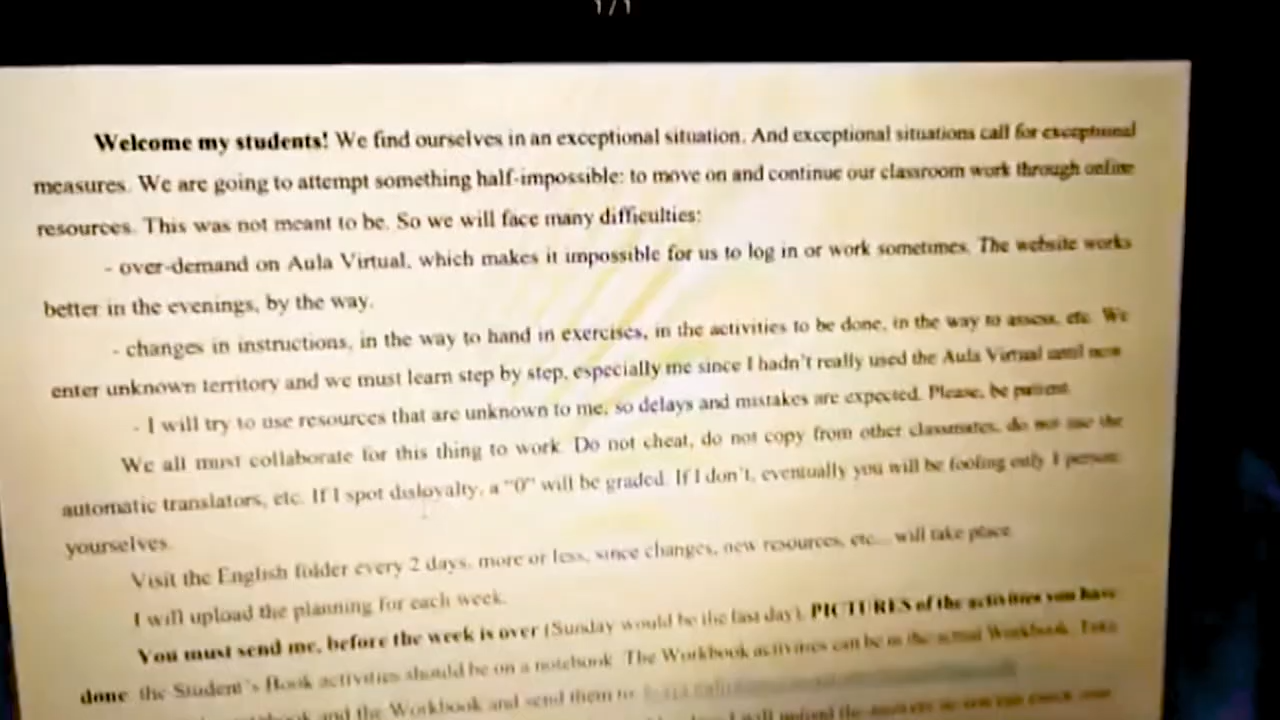 1/1
Welcome my students! We find ourselves in an exceptional situation. And exceptional situations call for exceptional
measures. We are going to attempt something half-impossible: to move on and continue our classroom work through online
resources. This was not meant to be. So we will face many difficulties:
- over-demand on Aula Virtual, which makes it impossible for us to log in or work sometimes. The website works
better in the evenings, by the way.
- changes in instructions, in the way to hand in exercises, in the activities to be done, in the way to assess, etc. We
enter unknown territory and we must learn step by step, especially me since I hadn't really used the Aula Virtual until now
- I will try to use resources that are unknown to me, so delays and mistakes are expected. Please, be patient.
We all must collaborate for this thing to work. Do not cheat, do not copy from other classmates, do not use the
automatic translators, etc. If I spot disloyalty, a "0" will be graded. If I don't, eventually you will be fooling only 1 person:
yourselves.
Visit the English folder every 2 days, more or less, since changes, new resources, etc... will take place.
I will upload the planning for each week.
You must send me, before the week is over (Sunday would be the last day), PICTURES of the activities you have
done: the Student's Book activities should be on a notebook. The Workbook activities can be in the actual Workbook. Take
and the Workbook and send them to
I will upload the answers so you can check your